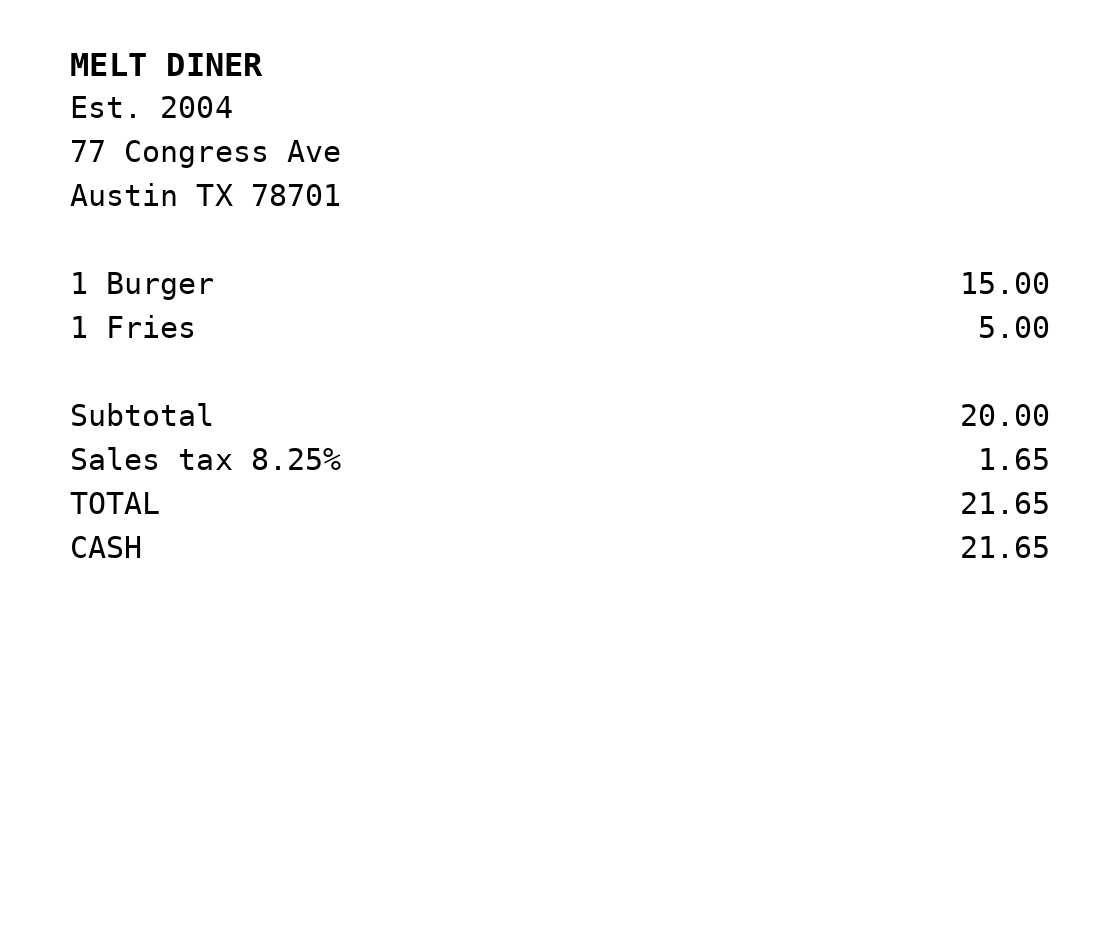 MELT DINER
Est. 2004
77 Congress Ave
Austin TX 78701
1 Burger 15.00
1 Fries 5.00
Subtotal 20.00
Sales tax 8.25% 1.65
TOTAL 21.65
CASH 21.65